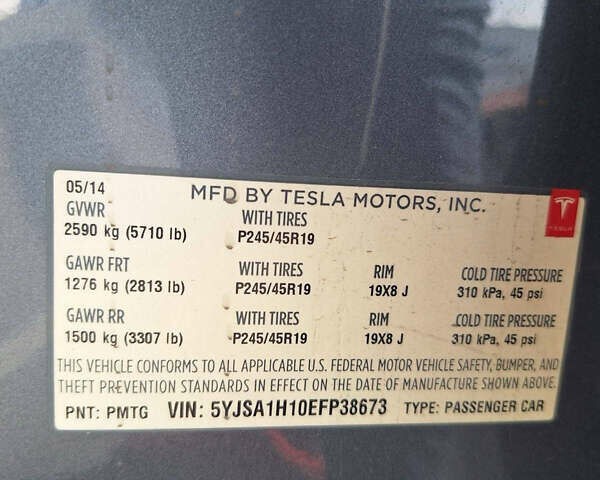 05/14
MFD BY TESLA MOTORS, INC.
TESLA
GVWR WITH TIRES
2590 kg (5710 lb) P245/45R19
GAWR FRT WITH TIRES RIM COLD TIRE PRESSURE
1276 kg (2813 lb) P245/45R19 19X8 J 310 kPa, 45 psi
GAWR RR WITH TIRES RIM COLD TIRE PRESSURE
1500 kg (3307 lb) P245/45R19 19X8 J 310 kPa, 45 psi
THIS VEHICLE CONFORMS TO ALL APPLICABLE U.S. FEDERAL MOTOR VEHICLE SAFETY, BUMPER, AND
THEFT PREVENTION STANDARDS IN EFFECT ON THE DATE OF MANUFACTURE SHOWN ABOVE.
PNT: PMTG VIN: 5YJSA1H10EFP38673 TYPE: PASSENGER CAR